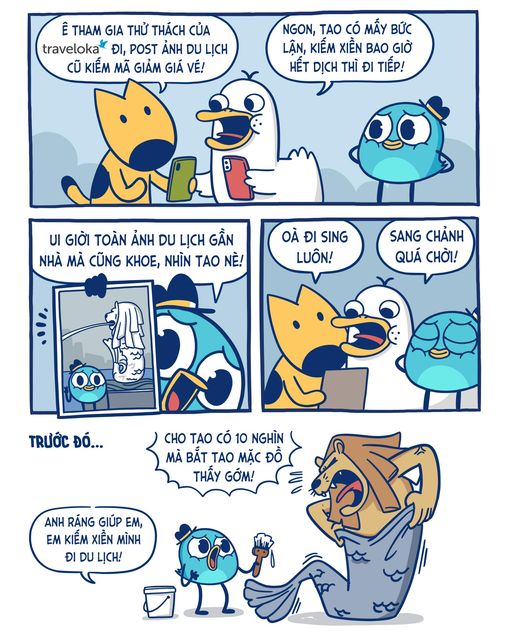 Ê THAM GIA THỬ THÁCH CỦA
traveloka ĐI, POST ẢNH DU LỊCH
CŨ KIẾM MÃ GIẢM GIÁ VÉ!
NGON, TAO CÓ MẤY BỨC
LẬN, KIẾM XIỀN BAO GIỜ
HẾT DỊCH THÌ ĐI TIẾP!
UI GIỜI TOÀN ẢNH DU LỊCH GẦN
NHÀ MÀ CŨNG KHOE, NHÌN TAO NÈ!
OÀ ĐI SING
LUÔN!
SANG CHẢNH
QUÁ CHỜI!
TRƯỚC ĐÓ...
CHO TAO CÓ 10 NGHÌN
MÀ BẮT TAO MẶC ĐỒ
THẤY GỚM!
ANH RÁNG GIÚP EM,
EM KIẾM XIỀN MÌNH
ĐI DU LỊCH!